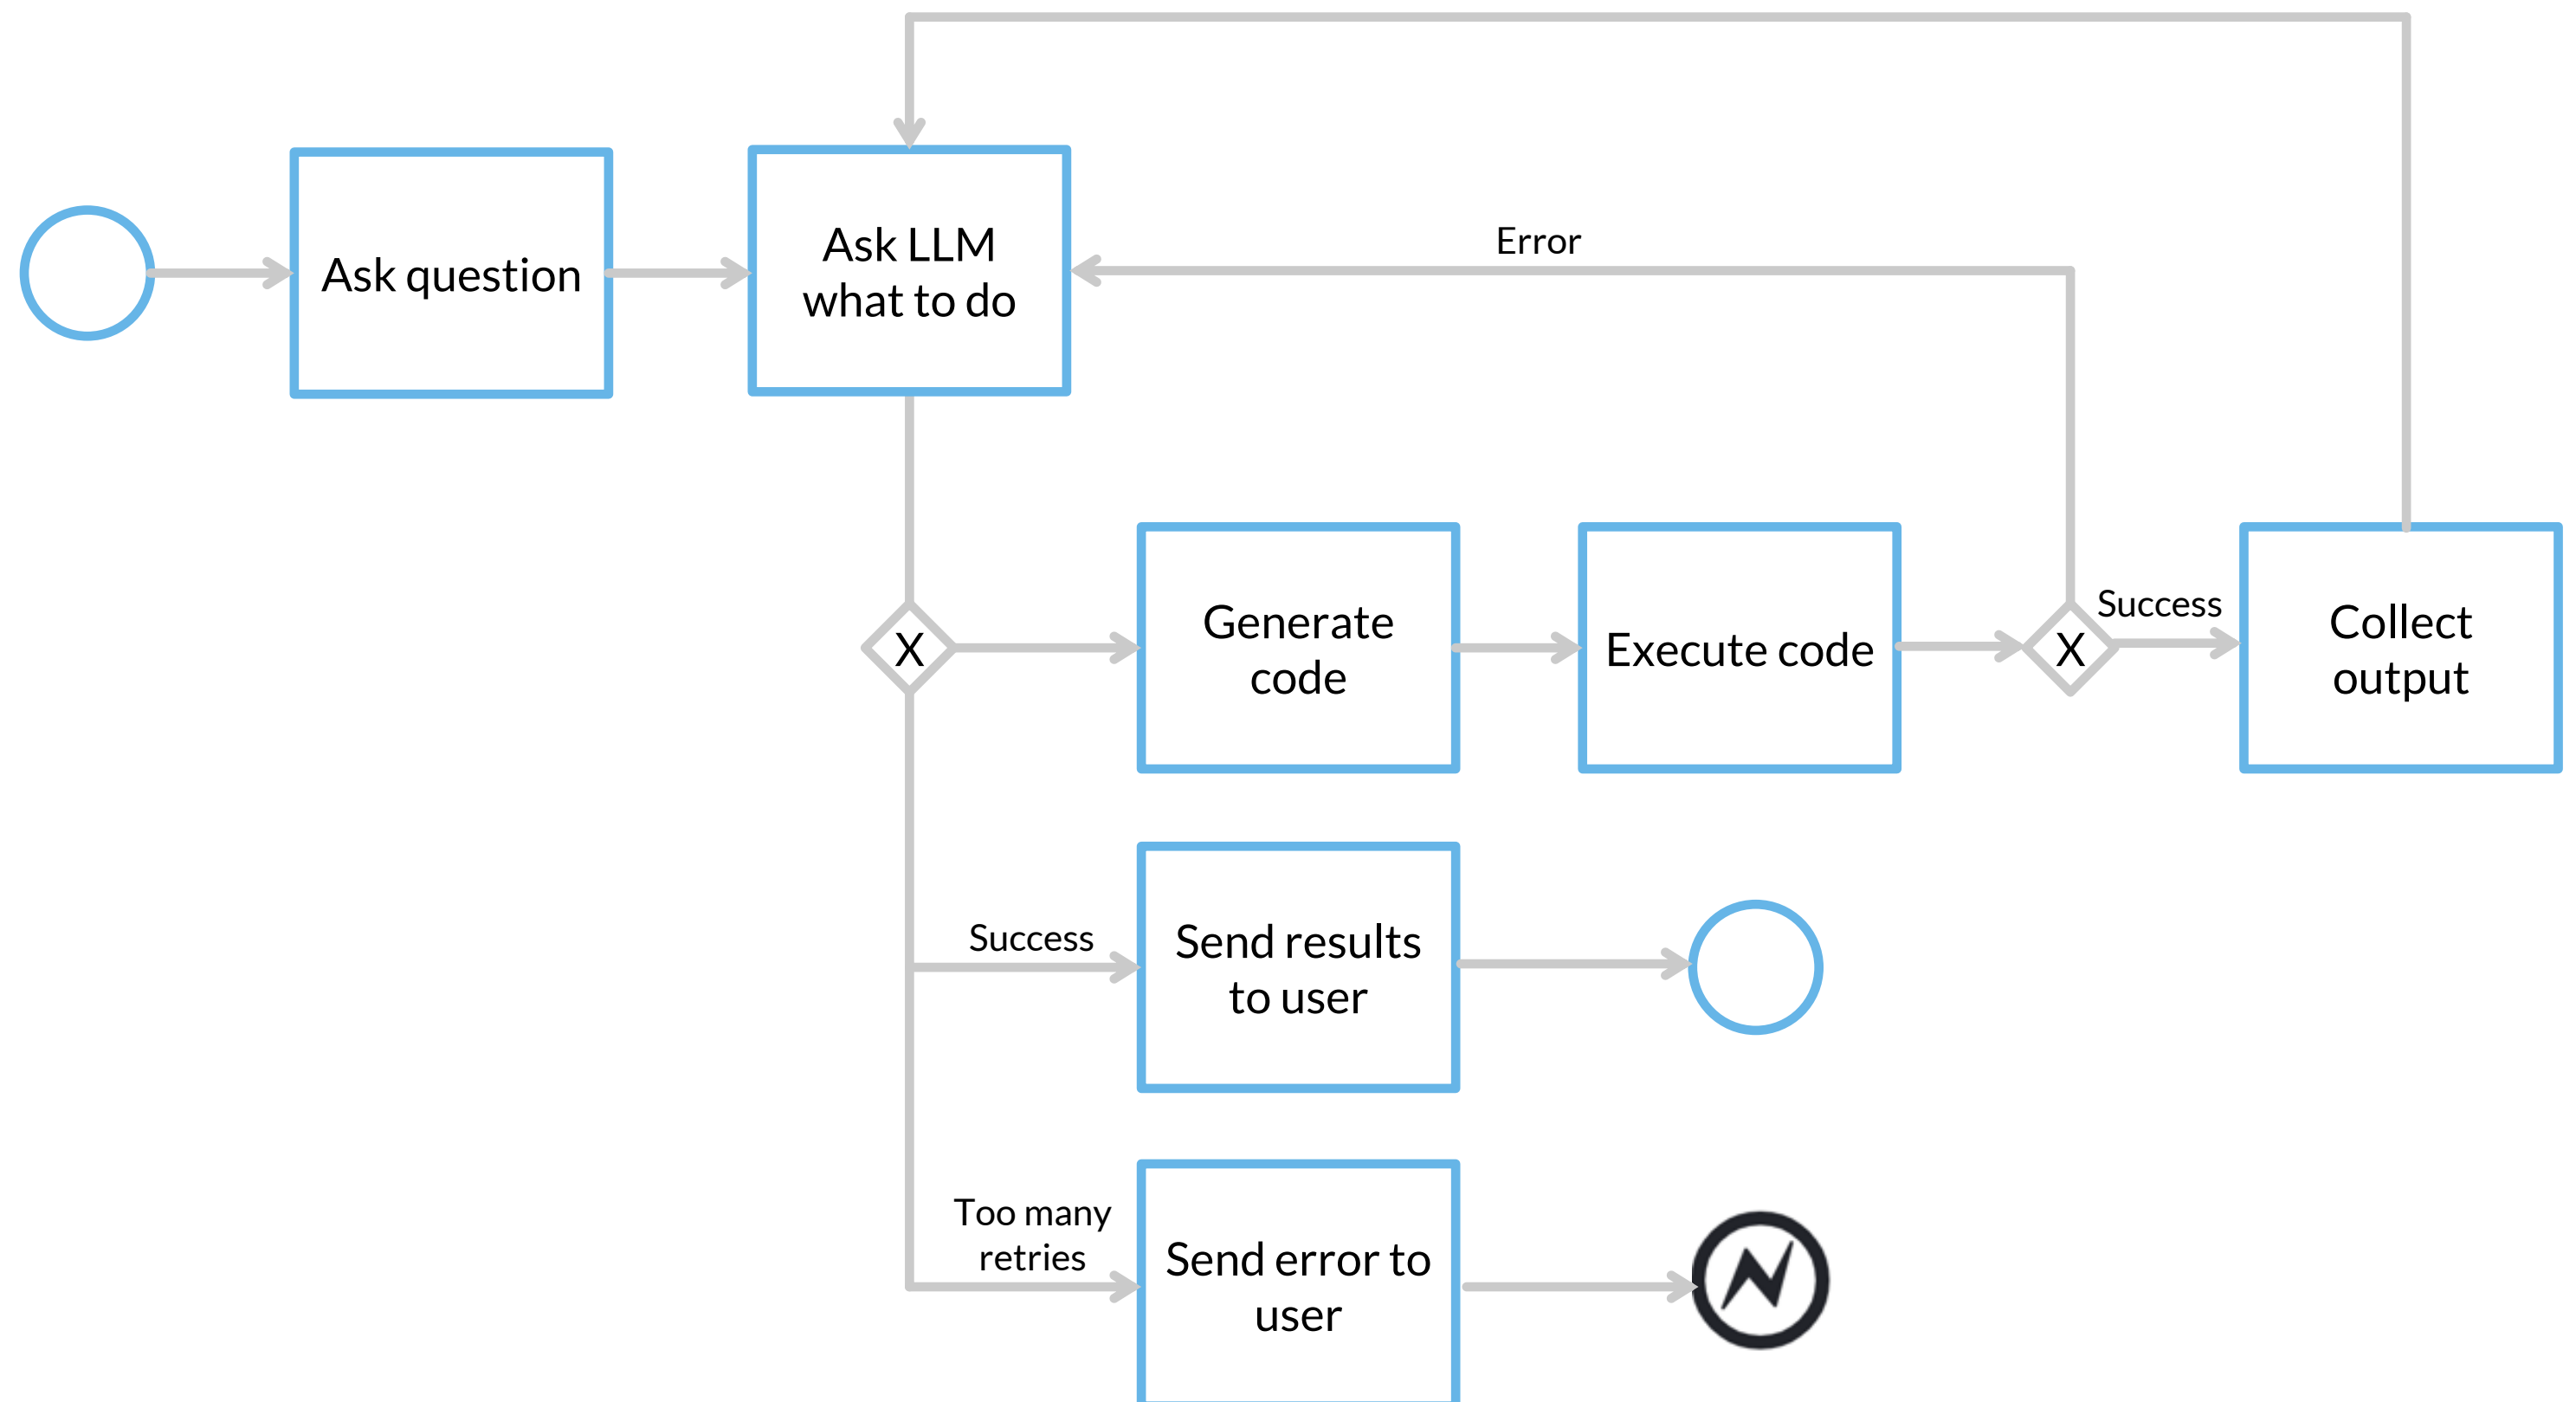 Ask question
Ask LLM
what to do
Error
X
Generate
code
Execute code
X
Success
Collect
output
Success
Send results
to user
Too many
retries
Send error to
user